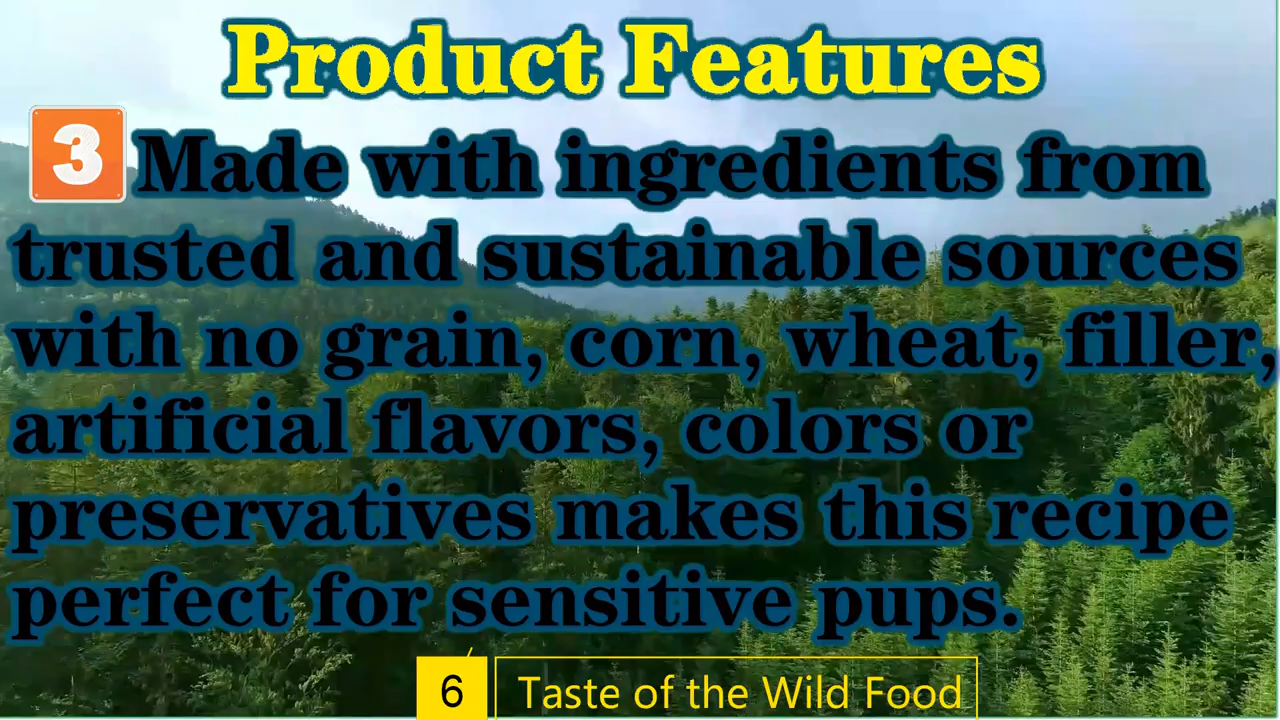 Product Features
3 Made with ingredients from
trusted and sustainable sources
with no grain, corn, wheat, filler,
artificial flavors, colors or
preservatives makes this recipe
perfect for sensitive pups.
6 Taste of the Wild Food